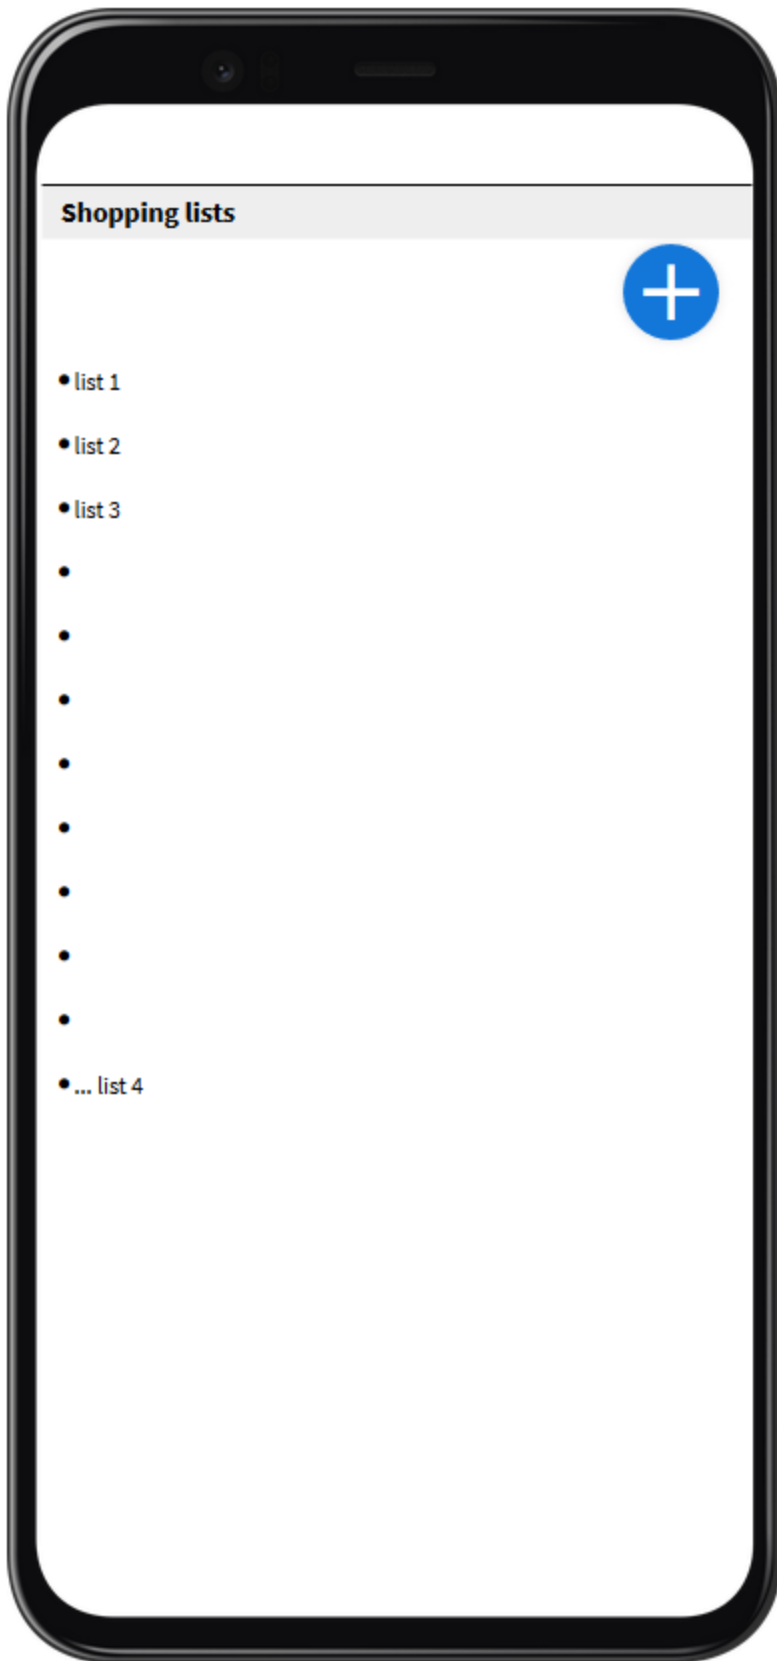 Shopping lists
• list 1
• list 2
• list 3
•
•
•
•
•
•
•
•
• ... list 4